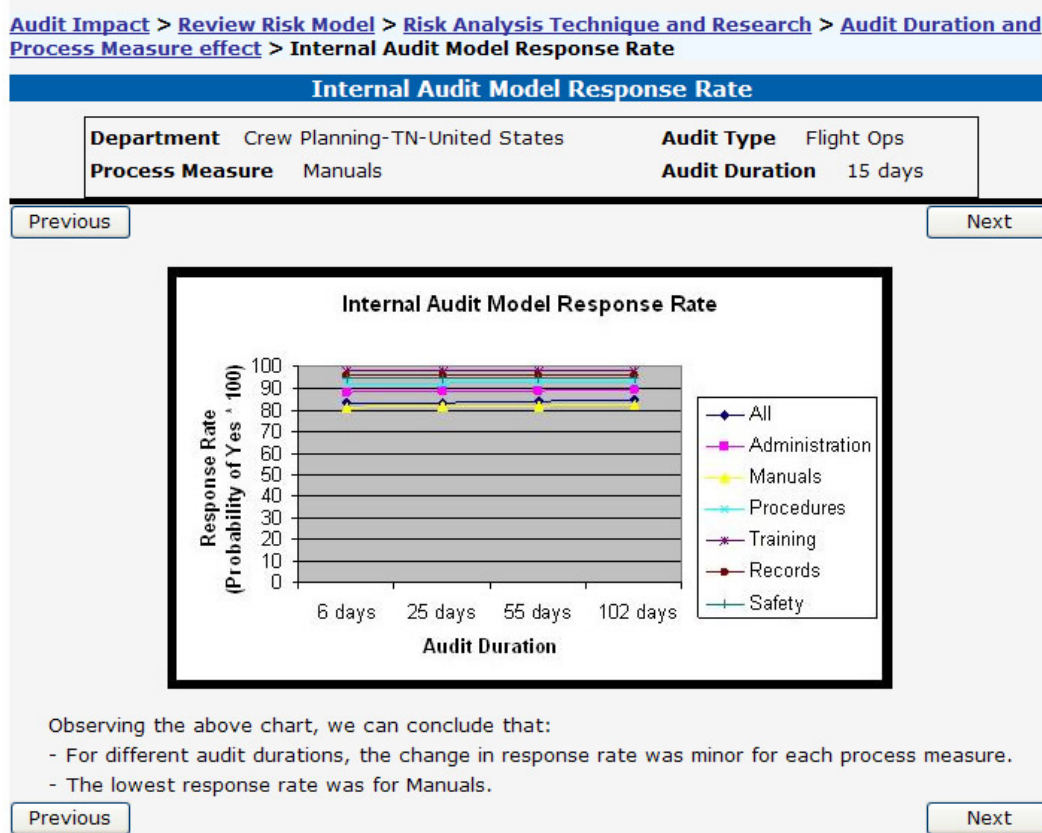 Audit Impact > Review Risk Model > Risk Analysis Technique and Research > Audit Duration and
Process Measure effect > Internal Audit Model Response Rate
Internal Audit Model Response Rate
Department Crew Planning-TN-United States Audit Type Flight Ops
Process Measure Manuals Audit Duration 15 days
Previous Next
Internal Audit Model Response Rate
Response Rate
(Probability of Yes * 100)
100
90
80
70
60
50
40
30
20
10
0
6 days 25 days 55 days 102 days
Audit Duration
All
Administration
Manuals
Procedures
Training
Records
Safety
Observing the above chart, we can conclude that:
- For different audit durations, the change in response rate was minor for each process measure.
- The lowest response rate was for Manuals.
Previous Next